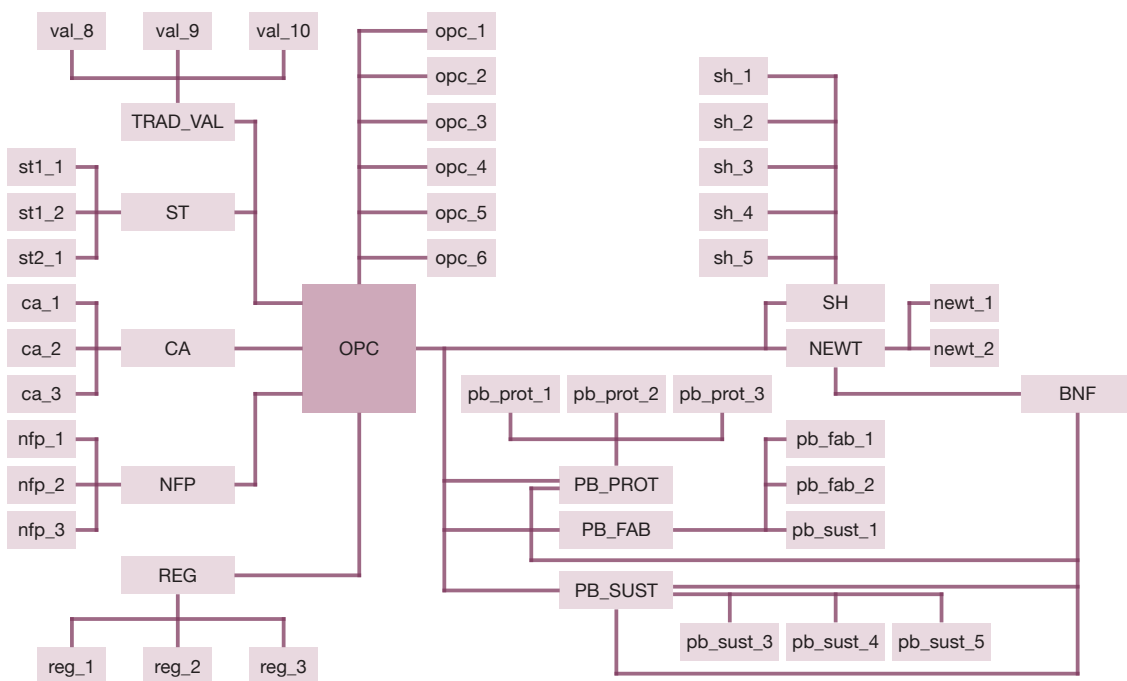 val_8 val_9 val_10 opc_1
opc_2 sh_1
TRAD_VAL opc_3 sh_2
st1_1 opc_4 sh_3
st1_2 ST opc_5 sh_4
st2_1 opc_6 sh_5
ca_1 SH newt_1
ca_2 CA OPC NEWT newt_2
ca_3 pb_prot_1 pb_prot_2 pb_prot_3 BNF
nfp_1 pb_fab_1
nfp_2 NFP PB_PROT pb_fab_2
nfp_3 PB_FAB pb_sust_1
REG PB_SUST
pb_sust_3 pb_sust_4 pb_sust_5
reg_1 reg_2 reg_3